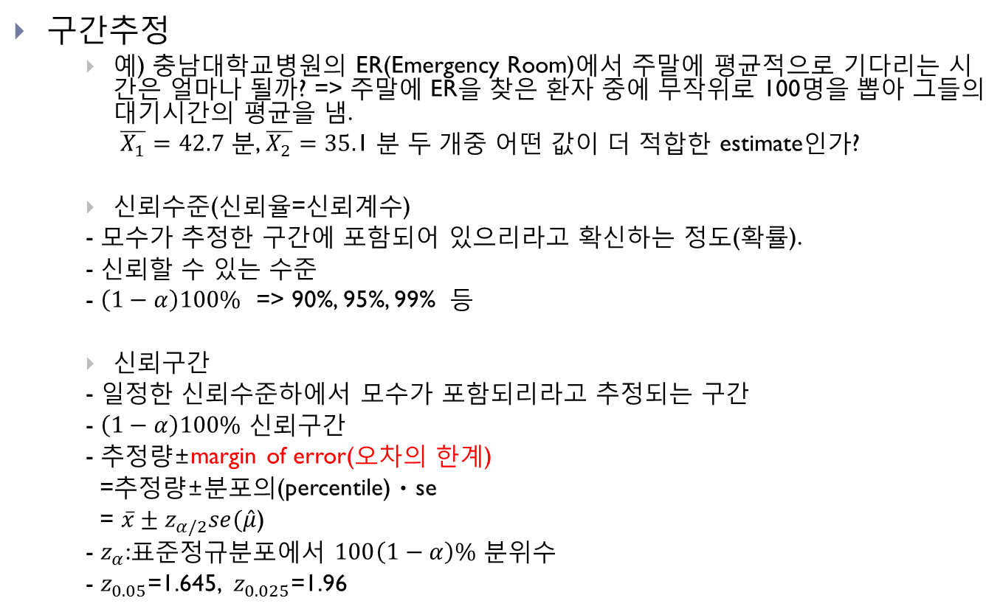 구간추정
예) 충남대학교병원의 ER(Emergency Room)에서 주말에 평균적으로 기다리는 시
간은 얼마나 될까? => 주말에 ER을 찾은 환자 중에 무작위로 100명을 뽑아 그들의
대기시간의 평균을 냄.
$\overline{X_1}$ = 42.7 분, $\overline{X_2}$ = 35.1 분 두 개중 어떤 값이 더 적합한 estimate인가?
신뢰수준(신뢰율=신뢰계수)
- 모수가 추정한 구간에 포함되어 있으리라고 확신하는 정도(확률).
- 신뢰할 수 있는 수준
- (1 − α)100% => 90%, 95%, 99% 등
신뢰구간
- 일정한 신뢰수준하에서 모수가 포함되리라고 추정되는 구간
- (1 − α)100% 신뢰구간
- 추정량±margin of error(오차의 한계)
=추정량±분포의(percentile)・se
= $\bar{x} \pm z_{\alpha/2} se(\hat{\mu})$
- $z_{\alpha}$:표준정규분포에서 100(1 − α)% 분위수
- $z_{0.05}$=1.645, $z_{0.025}$=1.96